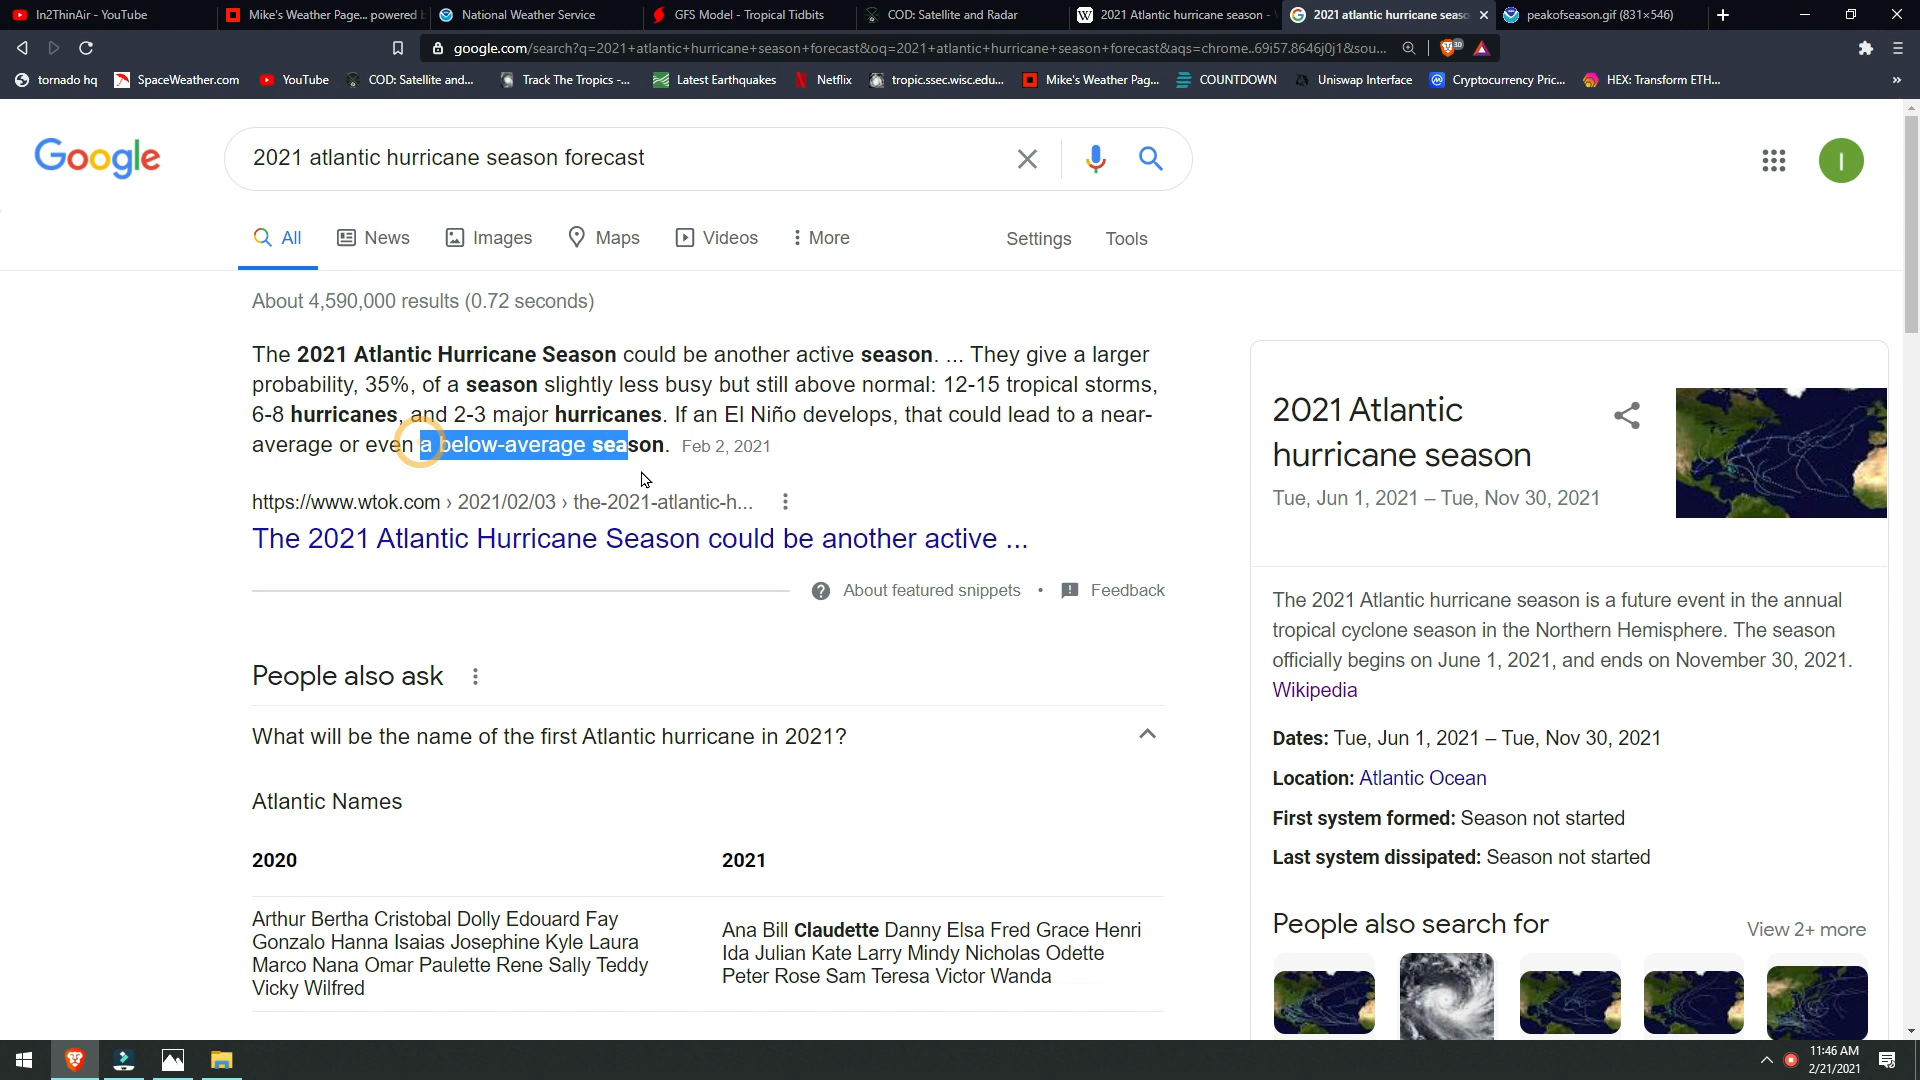 In2ThinAir - YouTube
Mike's Weather Page... powered
National Weather Service
GFS Model - Tropical Tidbits
COD: Satellite and Radar
2021 Atlantic hurricane season -
2021 atlantic hurricane seaso
peakofseason.gif (831×546)
google.com/search?q=2021+atlantic+hurricane+season+forecast&oq=2021+atlantic+hurricane+season+forecast&aqs=chrome..69i57.8646j0j1&sou...
30
tornado hq
SpaceWeather.com
YouTube
COD: Satellite and...
Track The Tropics -...
Latest Earthquakes
Netflix
tropic.ssec.wisc.edu...
Mike's Weather Pag...
COUNTDOWN
Uniswap Interface
Cryptocurrency Pric...
HEX: Transform ETH...
»
Google
2021 atlantic hurricane season forecast
I
All
News
Images
Maps
Videos
More
Settings
Tools
About 4,590,000 results (0.72 seconds)
The 2021 Atlantic Hurricane Season could be another active season. ... They give a larger
probability, 35%, of a season slightly less busy but still above normal: 12-15 tropical storms,
6-8 hurricanes, and 2-3 major hurricanes. If an El Niño develops, that could lead to a near-
average or even a below-average season. Feb 2, 2021
https://www.wtok.com › 2021/02/03 › the-2021-atlantic-h...
The 2021 Atlantic Hurricane Season could be another active ...
About featured snippets • Feedback
People also ask
What will be the name of the first Atlantic hurricane in 2021?
Atlantic Names
2020
2021
Arthur Bertha Cristobal Dolly Edouard Fay
Gonzalo Hanna Isaias Josephine Kyle Laura
Marco Nana Omar Paulette Rene Sally Teddy
Vicky Wilfred
Ana Bill Claudette Danny Elsa Fred Grace Henri
Ida Julian Kate Larry Mindy Nicholas Odette
Peter Rose Sam Teresa Victor Wanda
2021 Atlantic
hurricane season
Tue, Jun 1, 2021 – Tue, Nov 30, 2021
The 2021 Atlantic hurricane season is a future event in the annual
tropical cyclone season in the Northern Hemisphere. The season
officially begins on June 1, 2021, and ends on November 30, 2021.
Wikipedia
Dates: Tue, Jun 1, 2021 – Tue, Nov 30, 2021
Location: Atlantic Ocean
First system formed: Season not started
Last system dissipated: Season not started
People also search for
View 2+ more
11:46 AM
2/21/2021